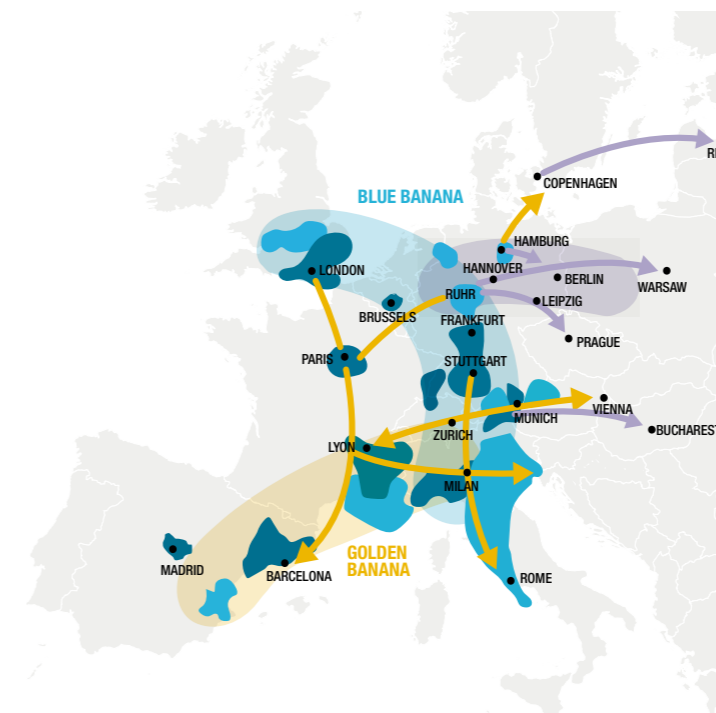 RI
COPENHAGEN
BLUE BANANA
HAMBURG
HANNOVER
LONDON
BERLIN
WARSAW
RUHR
LEIPZIG
BRUSSELS
FRANKFURT
PRAGUE
PARIS
STUTTGART
VIENNA
MUNICH
BUCHAREST
ZURICH
LYON
MILAN
GOLDEN
BANANA
MADRID
BARCELONA
ROME